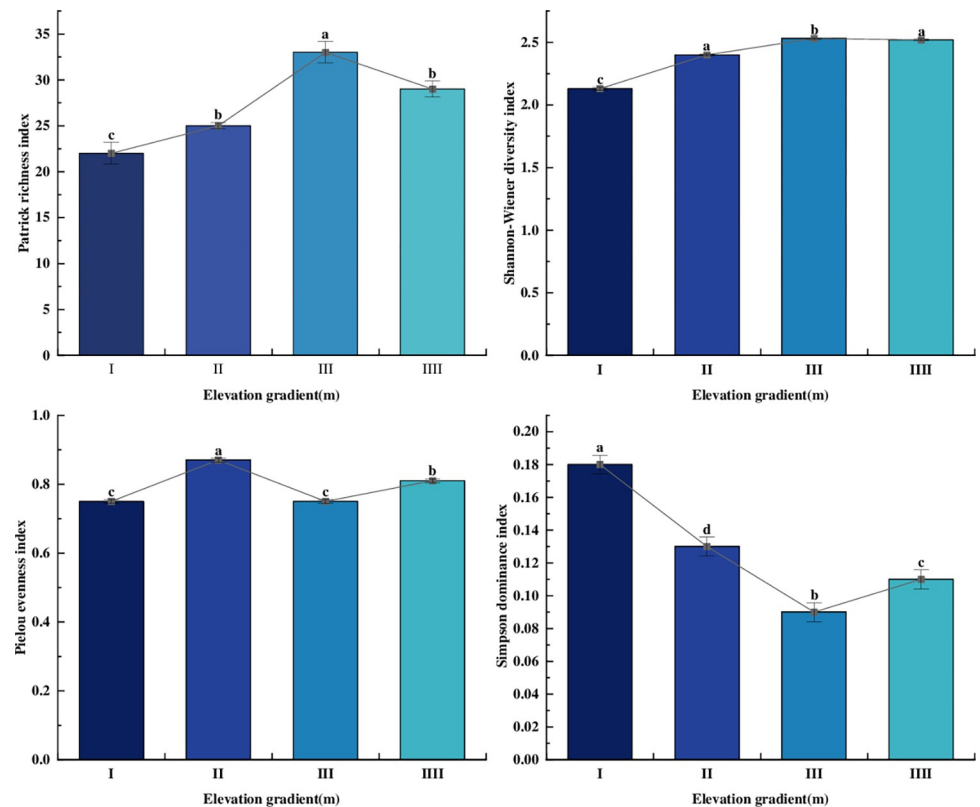 Patrick richness index
35
30
25
20
15
10
5
0
c
b
a
b
I
II
III
IIII
Elevation gradient(m)
Shannon-Wiener diversity index
2.5
2.0
1.5
1.0
0.5
0.0
c
a
b
a
I
II
III
IIII
Elevation gradient(m)
Pielou evenness index
1.0
0.8
0.6
0.4
0.2
0.0
c
a
c
b
I
II
III
IIII
Elevation gradient(m)
Simpson dominance index
0.20
0.18
0.16
0.14
0.12
0.10
0.08
0.06
0.04
0.02
0.00
a
d
b
c
I
II
III
IIII
Elevation gradient(m)